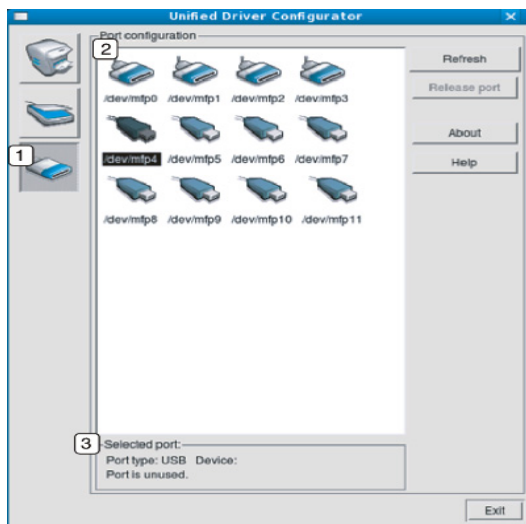 Unified Driver Configurator
2
Port configuration
Refresh
Release port
About
Help
/dev/mfp0 /dev/mfp1 /dev/mfp2 /dev/mfp3
1
/dev/mfp4 /dev/mfp5 /dev/mfp6 /dev/mfp7
/dev/mfp8 /dev/mfp9 /dev/mfp10 /dev/mfp11
3
Selected port:
Port type: USB Device:
Port is unused.
Exit